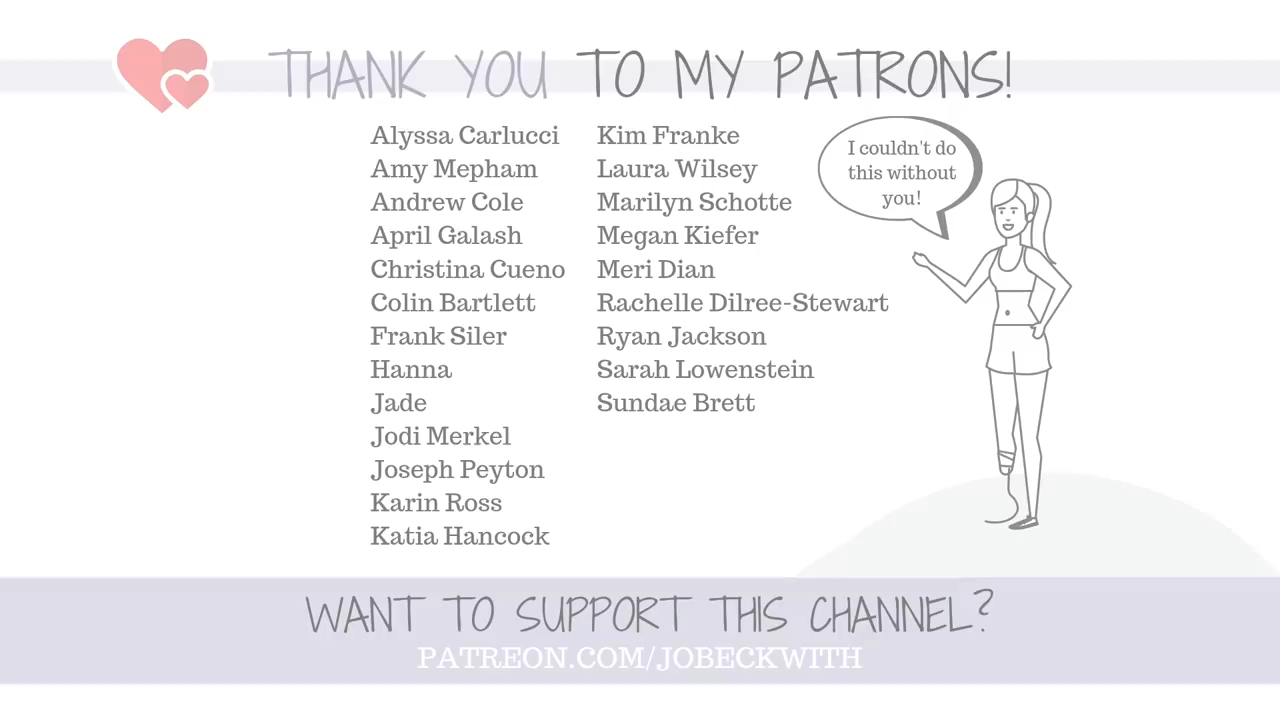 THANK YOU TO MY PATRONS!
Alyssa Carlucci
Amy Mepham
Andrew Cole
April Galash
Christina Cueno
Colin Bartlett
Frank Siler
Hanna
Jade
Jodi Merkel
Joseph Peyton
Karin Ross
Katia Hancock
Kim Franke
Laura Wilsey
Marilyn Schotte
Megan Kiefer
Meri Dian
Rachelle Dilree-Stewart
Ryan Jackson
Sarah Lowenstein
Sundae Brett
I couldn't do
this without
you!
WANT TO SUPPORT THIS CHANNEL?
PATREON.COM/JOBECKWITH